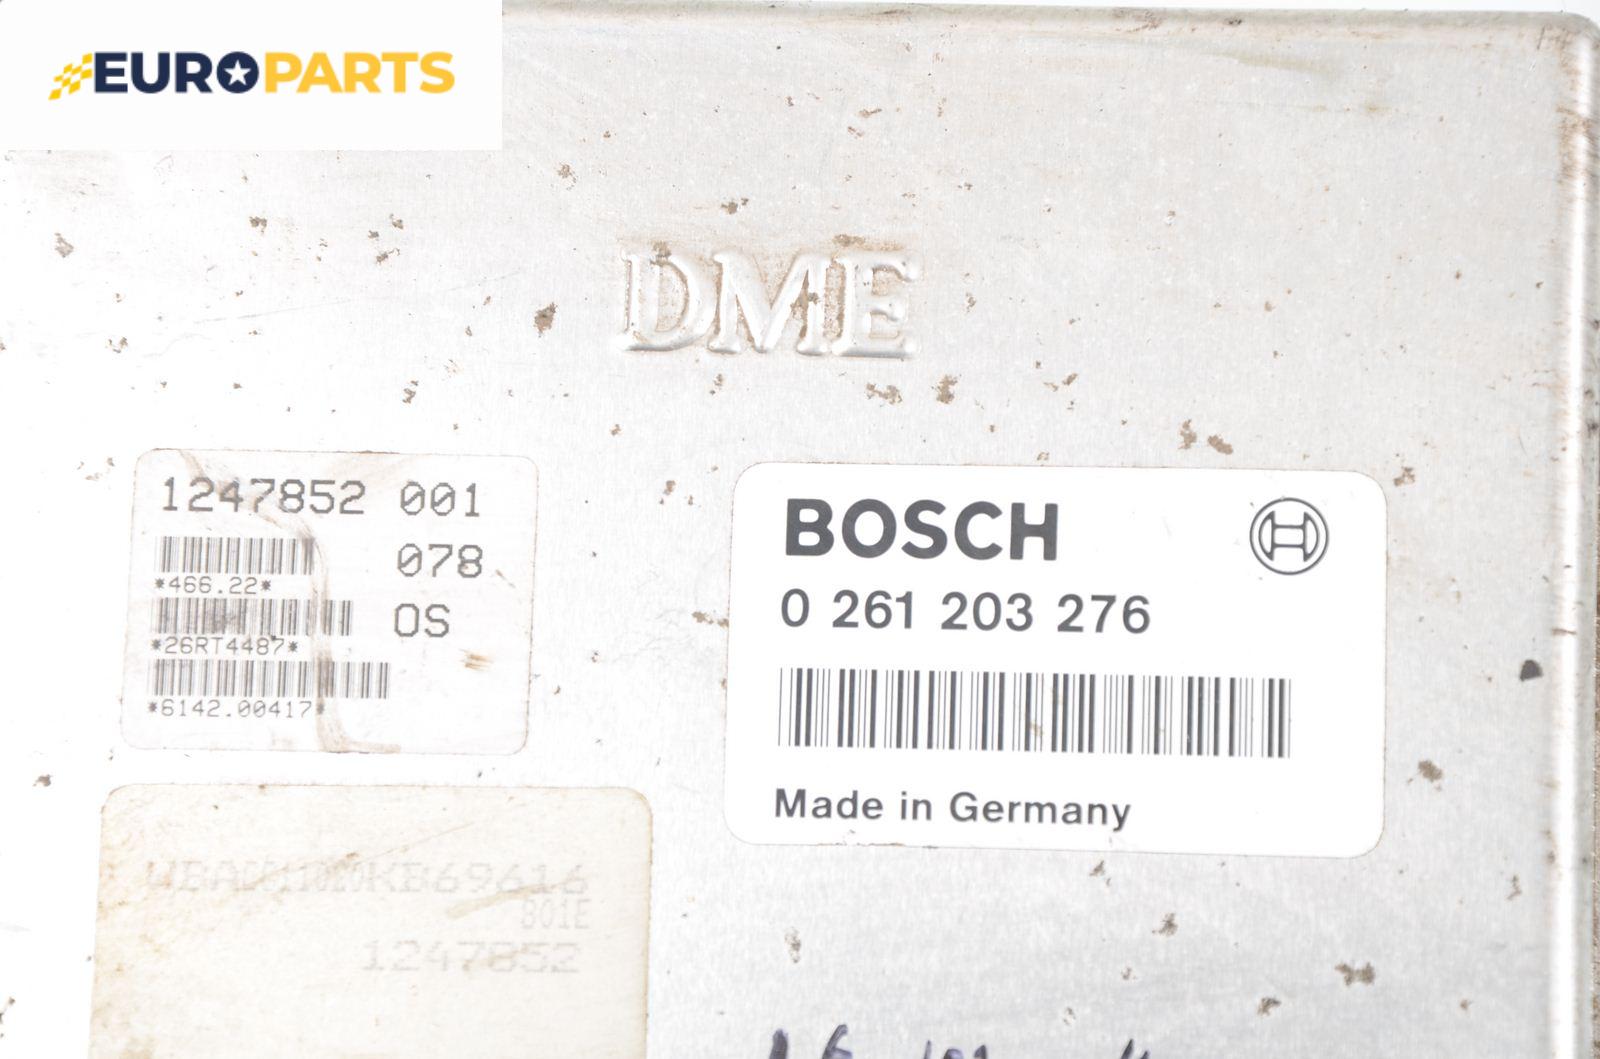 EUROPARTS
DME
1247852 001
078
*466.22*
OS
*26RT4487*
*6142.00417*
BOSCH
0 261 203 276
Made in Germany
801E
1247852